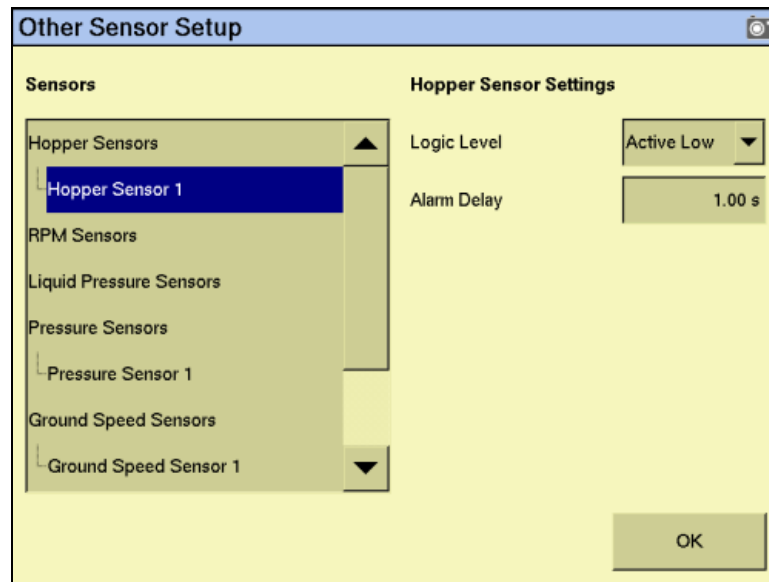 Other Sensor Setup
Sensors
Hopper Sensors
Hopper Sensor 1
RPM Sensors
Liquid Pressure Sensors
Pressure Sensors
Pressure Sensor 1
Ground Speed Sensors
Ground Speed Sensor 1
Hopper Sensor Settings
Logic Level Active Low
Alarm Delay 1.00 s
OK